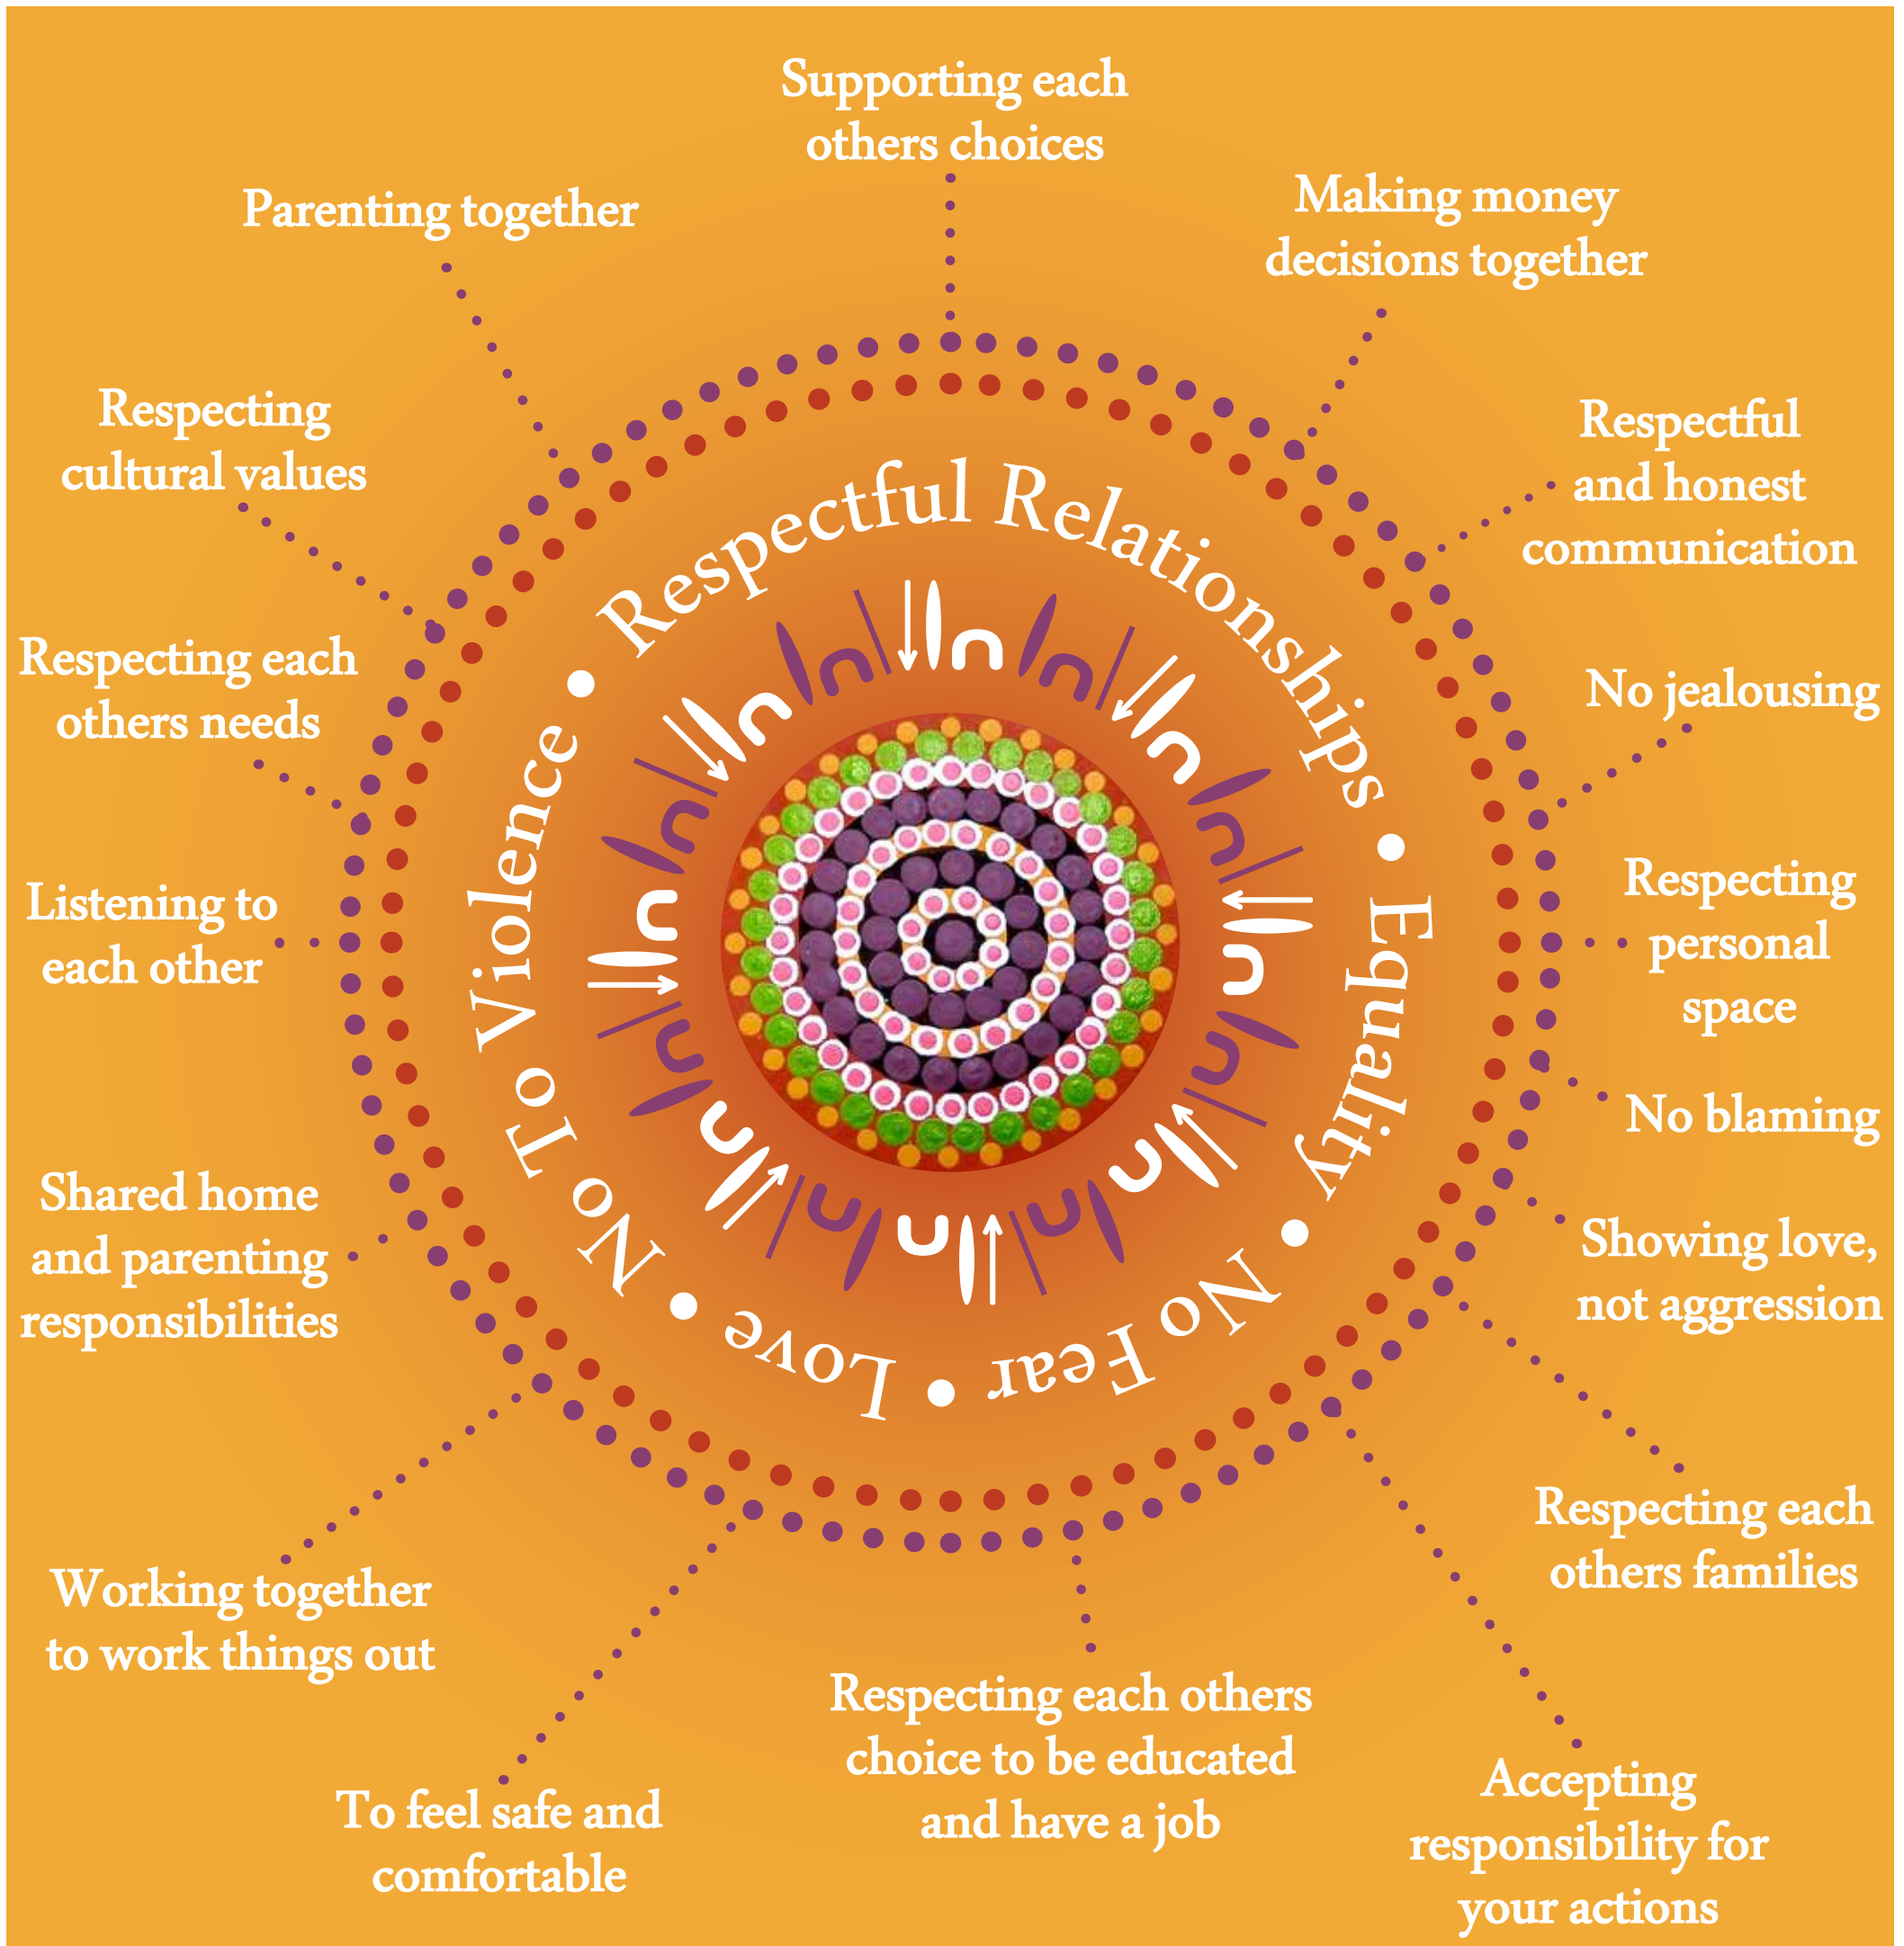 Supporting each
others choices
Making money
decisions together
Respectful
and honest
communication
No jealousing
Respecting
personal
space
No blaming
Showing love,
not aggression
Respecting each
others families
Accepting
responsibility for
your actions
Respecting each others
choice to be educated
and have a job
To feel safe and
comfortable
Working together
to work things out
Shared home
and parenting
responsibilities
Listening to
each other
Respecting each
others needs
Respecting
cultural values
Parenting together
Respectful Relationships • Equality • No Fear • Love • No To Violence •